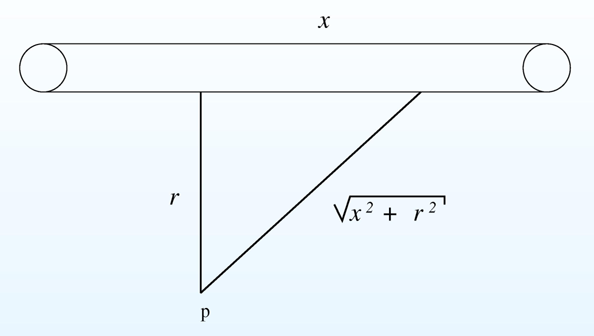 x
r
√x² + r²
p